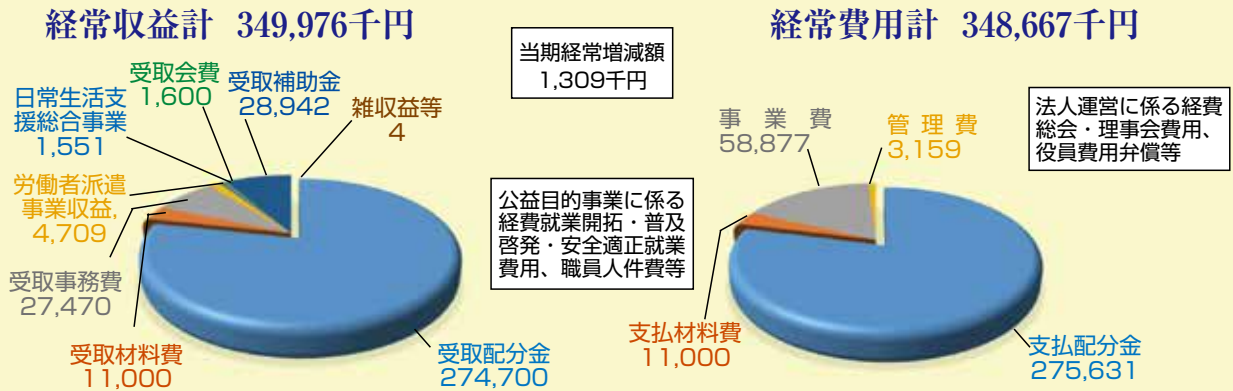 経常収益計 349,976千円
当期経常増減額
1,309千円
経常費用計 348,667千円
受取会費
1,600
受取補助金
28,942
雑収益等
4
日常生活支
援総合事業
1,551
労働者派遣
事業収益,
4,709
受取事務費
27,470
受取材料費
11,000
受取配分金
274,700
公益目的事業に係る
経費就業開拓・普及
啓発・安全適正就業
費用、職員人件費等
事業費
58,877
管理費
3,159
法人運営に係る経費
総会・理事会費用、
役員費用弁償等
支払材料費
11,000
支払配分金
275,631